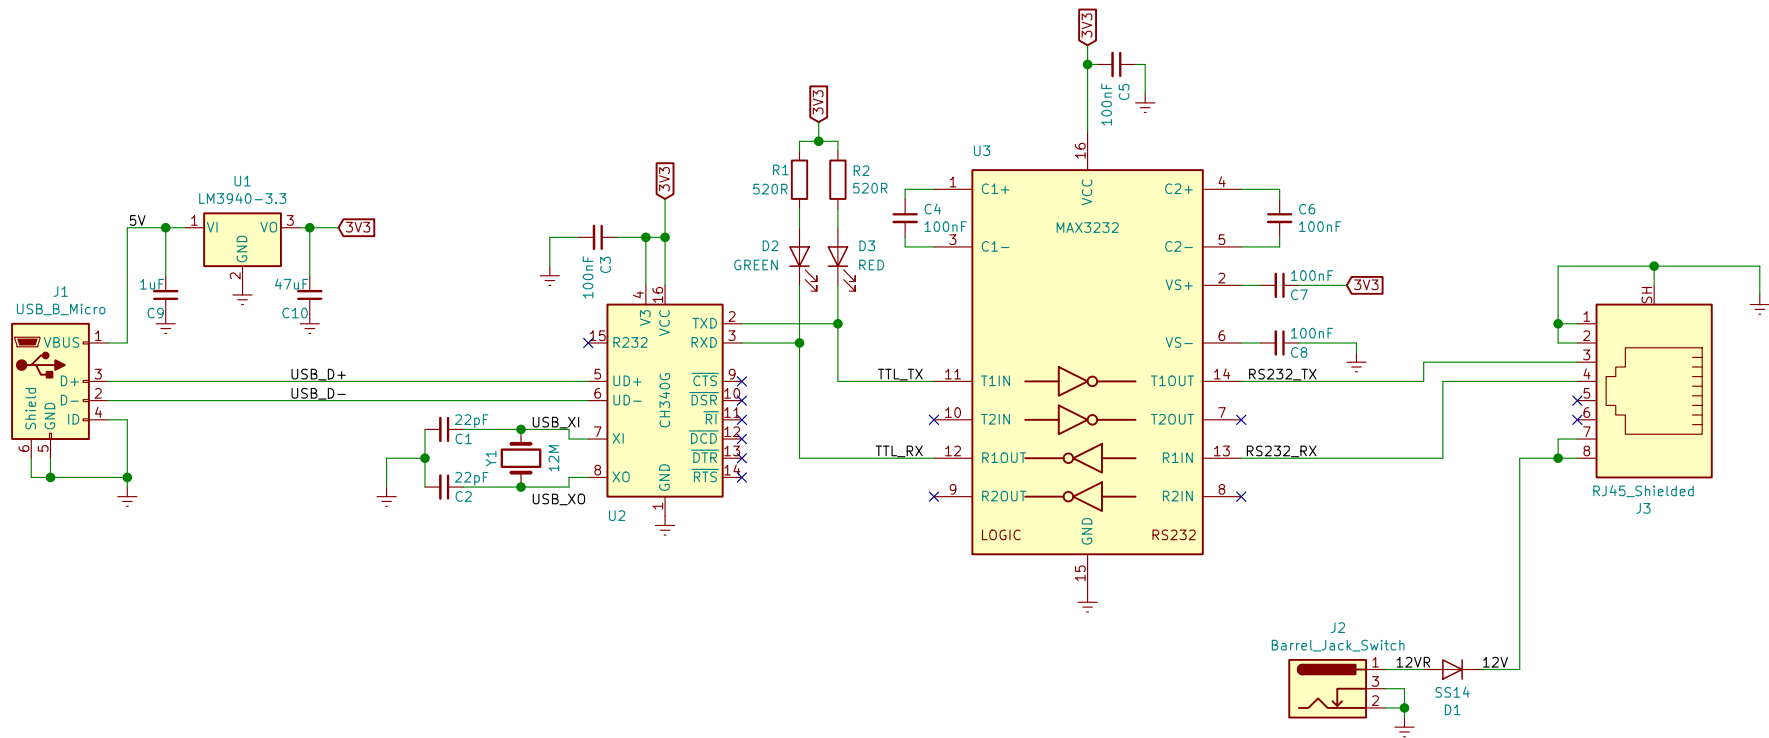 J1
USB_B_Micro
VBUS
D+
D-
ID
Shield
GND
1
3
2
4
6
5
5V
1uF
C9
U1
LM3940-3.3
1
VI
VO
3
GND
2
3V3
47uF
C10
USB_D+
USB_D-
22pF
C1
22pF
C2
Y1
12M
USB_XI
USB_XO
3V3
100nF
C3
4
16
V3
VCC
15
R232
5
UD+
6
UD-
7
XI
8
XO
CH340G
GND
1
U2
TXD
2
RXD
3
CTS
9
DSR
10
RI
11
DCD
12
DTR
13
RTS
14
3V3
R1
520R
R2
520R
D2
GREEN
D3
RED
TTL_TX
TTL_RX
C4
100nF
3V3
100nF
C5
U3
16
VCC
MAX3232
1
C1+
3
C1-
11
T1IN
10
T2IN
12
R1OUT
9
R2OUT
LOGIC
GND
15
RS232
C2+
4
C2-
5
VS+
2
VS-
6
T1OUT
14
T2OUT
7
R1IN
13
R2IN
8
C6
100nF
100nF
C7
3V3
100nF
C8
RS232_TX
RS232_RX
SH
1
2
3
4
5
6
7
8
RJ45_Shielded
J3
J2
Barrel_Jack_Switch
1
3
2
12VR
12V
SS14
D1